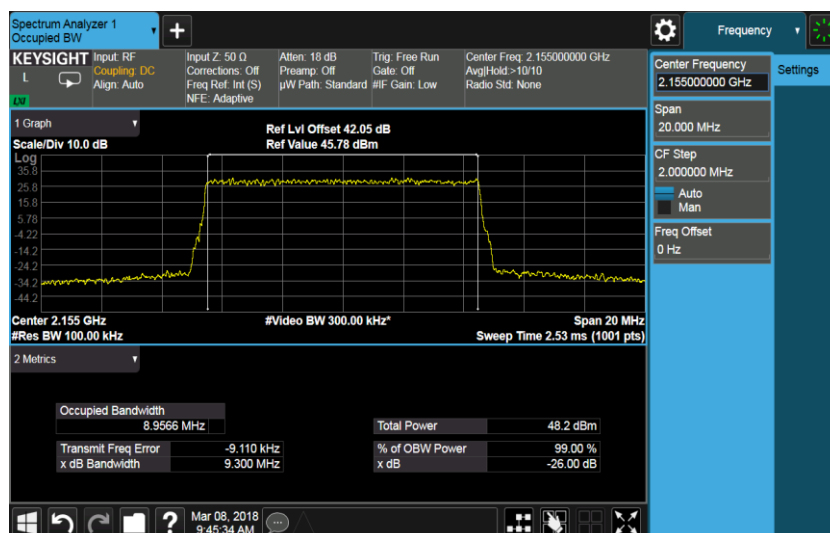 Spectrum Analyzer 1
Occupied BW
Frequency
KEYSIGHT
L
LXI
Input: RF
Coupling: DC
Align: Auto
Input Z: 50 Ω
Corrections: Off
Freq Ref: Int (S)
NFE: Adaptive
Atten: 18 dB
Preamp: Off
µW Path: Standard
Trig: Free Run
Gate: Off
#IF Gain: Low
Center Freq: 2.155000000 GHz
Avg|Hold:>10/10
Radio Std: None
Center Frequency
2.155000000 GHz
Settings
Span
20.000 MHz
CF Step
2.000000 MHz
Auto
Man
Freq Offset
0 Hz
1 Graph
Scale/Div 10.0 dB
Ref Lvl Offset 42.05 dB
Ref Value 45.78 dBm
Log
35.8
25.8
15.8
5.78
-4.22
-14.2
-24.2
-34.2
-44.2
Center 2.155 GHz
#Video BW 300.00 kHz*
Span 20 MHz
#Res BW 100.00 kHz
Sweep Time 2.53 ms (1001 pts)
2 Metrics
Occupied Bandwidth
8.9566 MHz
Total Power 48.2 dBm
Transmit Freq Error -9.110 kHz
% of OBW Power 99.00 %
x dB Bandwidth 9.300 MHz
x dB -26.00 dB
?
Mar 08, 2018
9:45:34 AM